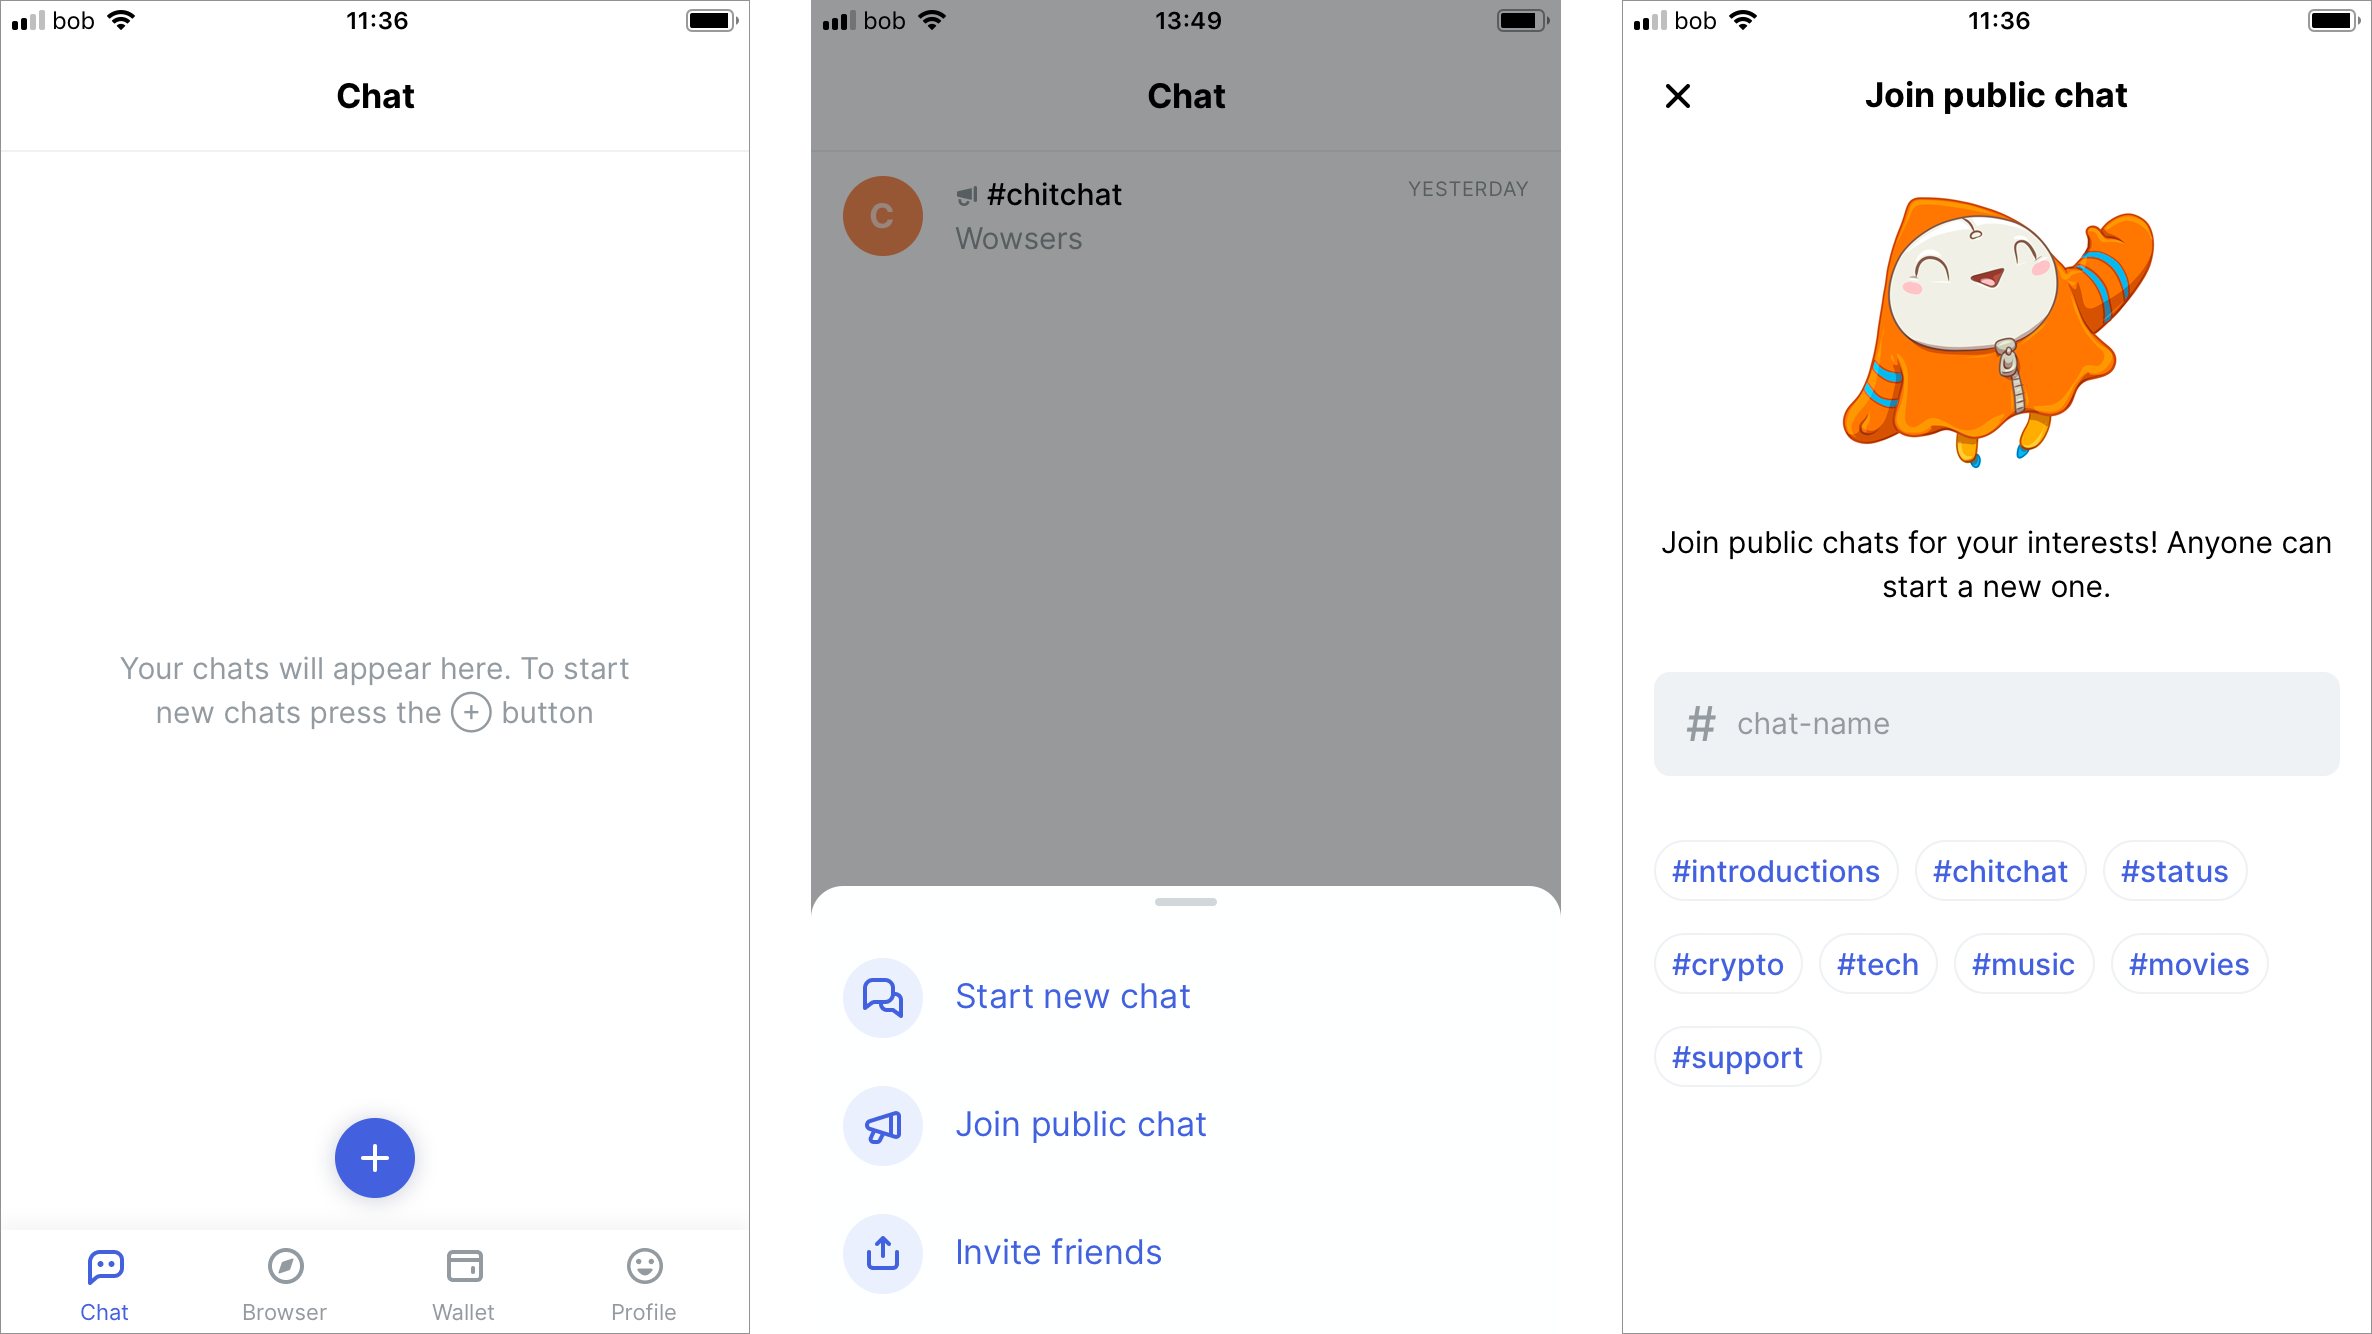 bob
11:36
Chat
Your chats will appear here. To start
new chats press the + button
Chat
Browser
Wallet
Profile
bob
13:49
Chat
C
#chitchat
YESTERDAY
Wowsers
Start new chat
Join public chat
Invite friends
bob
11:36
Join public chat
Join public chats for your interests! Anyone can
start a new one.
# chat-name
#introductions #chitchat #status
#crypto #tech #music #movies
#support